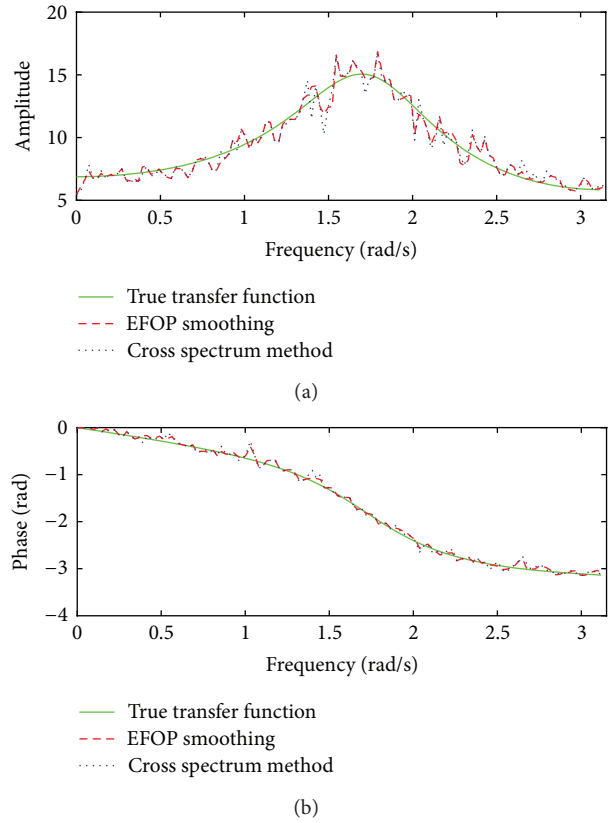 20
15
10
5
Amplitude
0 0.5 1 1.5 2 2.5 3
Frequency (rad/s)
True transfer function
EFOP smoothing
Cross spectrum method
(a)
0
−1
−2
−3
−4
Phase (rad)
0 0.5 1 1.5 2 2.5 3
Frequency (rad/s)
True transfer function
EFOP smoothing
Cross spectrum method
(b)